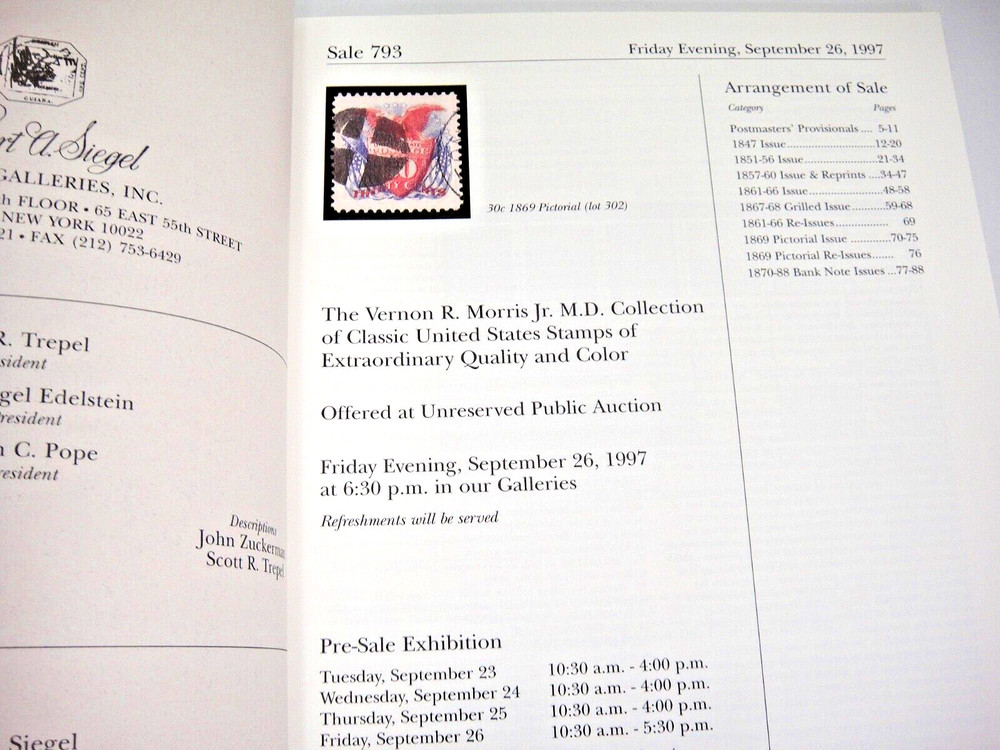 GUIANA.
rt A. Siegel
GALLERIES, INC.
h FLOOR • 65 EAST 55th STREET
NEW YORK 10022
21 • FAX (212) 753-6429
R. Trepel
sident
gel Edelstein
resident
n C. Pope
esident
Descriptions
John Zuckerma
Scott R. Trepel
Siegel
Sale 793
Friday Evening, September 26, 1997
30c 1869 Pictorial (lot 302)
The Vernon R. Morris Jr. M.D. Collection
of Classic United States Stamps of
Extraordinary Quality and Color
Offered at Unreserved Public Auction
Friday Evening, September 26, 1997
at 6:30 p.m. in our Galleries
Refreshments will be served
Pre-Sale Exhibition
Tuesday, September 23 10:30 a.m. - 4:00 p.m.
Wednesday, September 24 10:30 a.m. - 4:00 p.m.
Thursday, September 25 10:30 a.m. - 4:00 p.m.
Friday, September 26 10:30 a.m. - 5:30 p.m.
Arrangement of Sale
Category Pages
Postmasters' Provisionals .... 5-11
1847 Issue..........................12-20
1851-56 Issue......................21-34
1857-60 Issue & Reprints ....34-47
1861-66 Issue......................48-58
1867-68 Grilled Issue..........59-68
1861-66 Re-Issues................ 69
1869 Pictorial Issue ............70-75
1869 Pictorial Re-Issues....... 76
1870-88 Bank Note Issues ...77-88